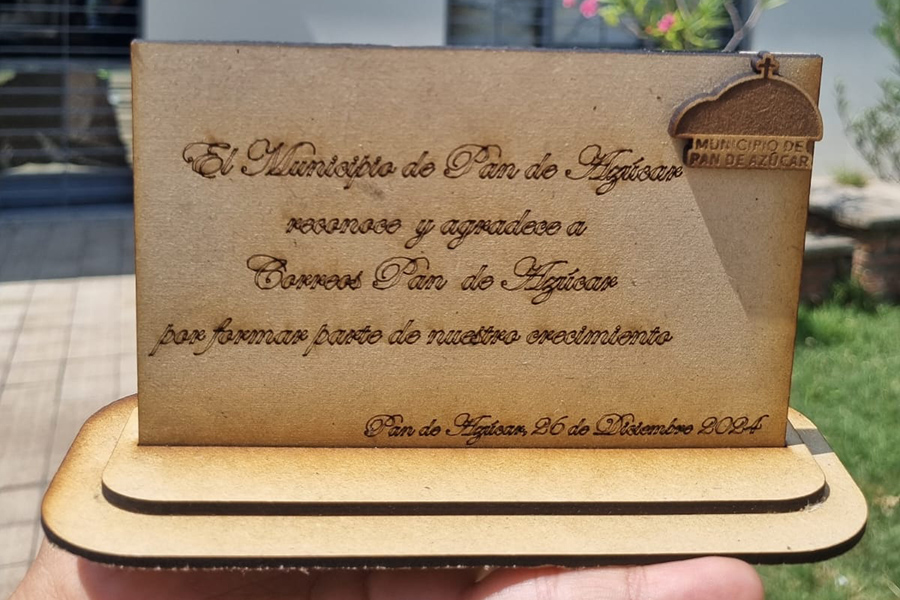 MUNICIPIO DE
PAN DE AZÚCAR
El Municipio de Pan de Azúcar
reconoce y agradece a
Correos Pan de Azúcar
por formar parte de nuestro crecimiento
Pan de Azúcar, 26 de Diciembre 2024